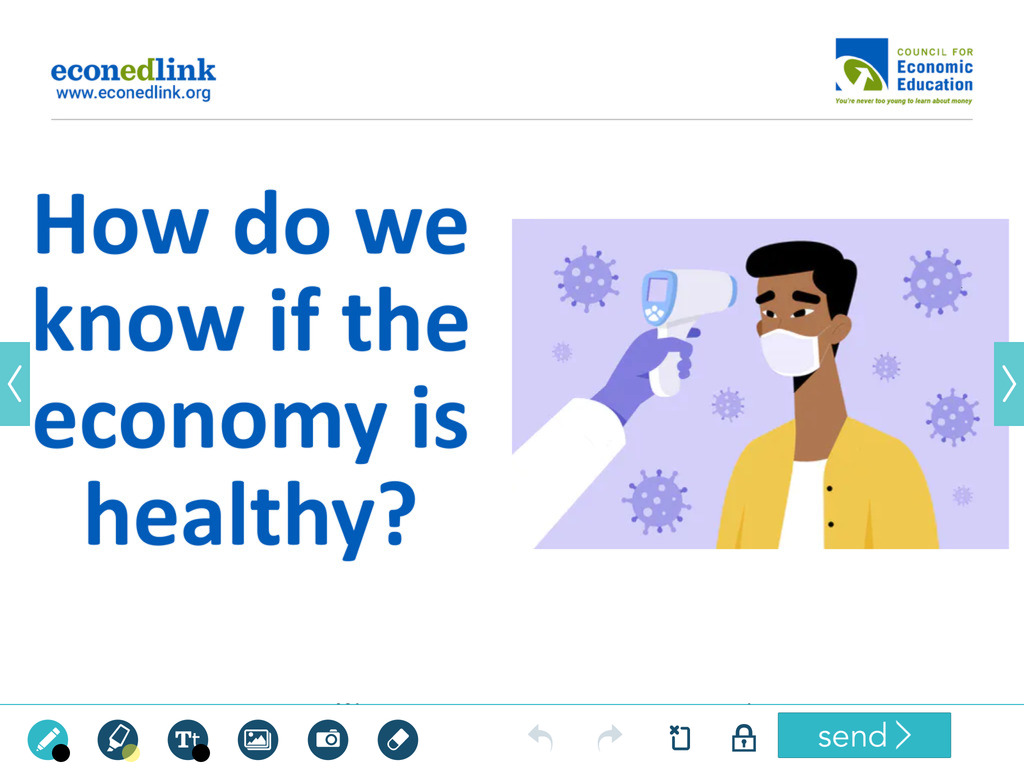 econedlink
www.econedlink.org
COUNCIL FOR
Economic
Education
You're never too young to learn about money
How do we
know if the
economy is
healthy?
Tt
send